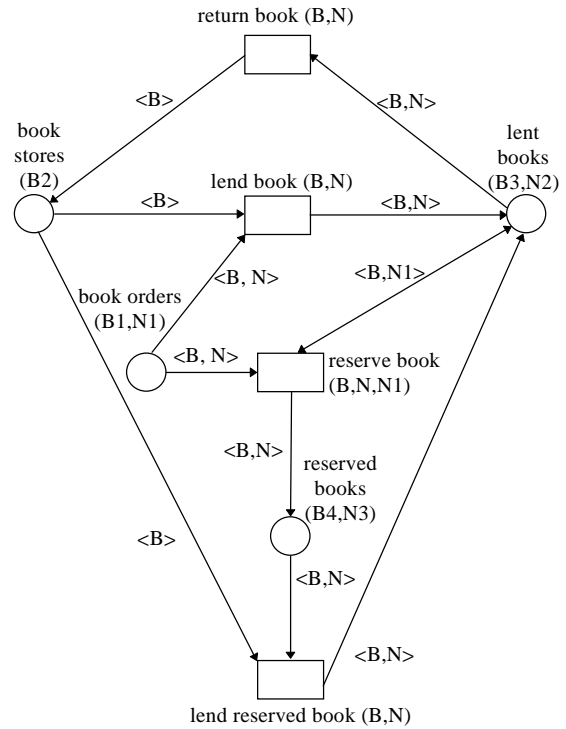 return book (B,N)
<B>
<B,N>
book
stores
(B2)
lent
books
(B3,N2)
lend book (B,N)
<B>
<B,N>
<B, N>
<B,N1>
book orders
(B1,N1)
<B, N>
reserve book
(B,N,N1)
<B,N>
reserved
books
(B4,N3)
<B>
<B,N>
<B,N>
lend reserved book (B,N)